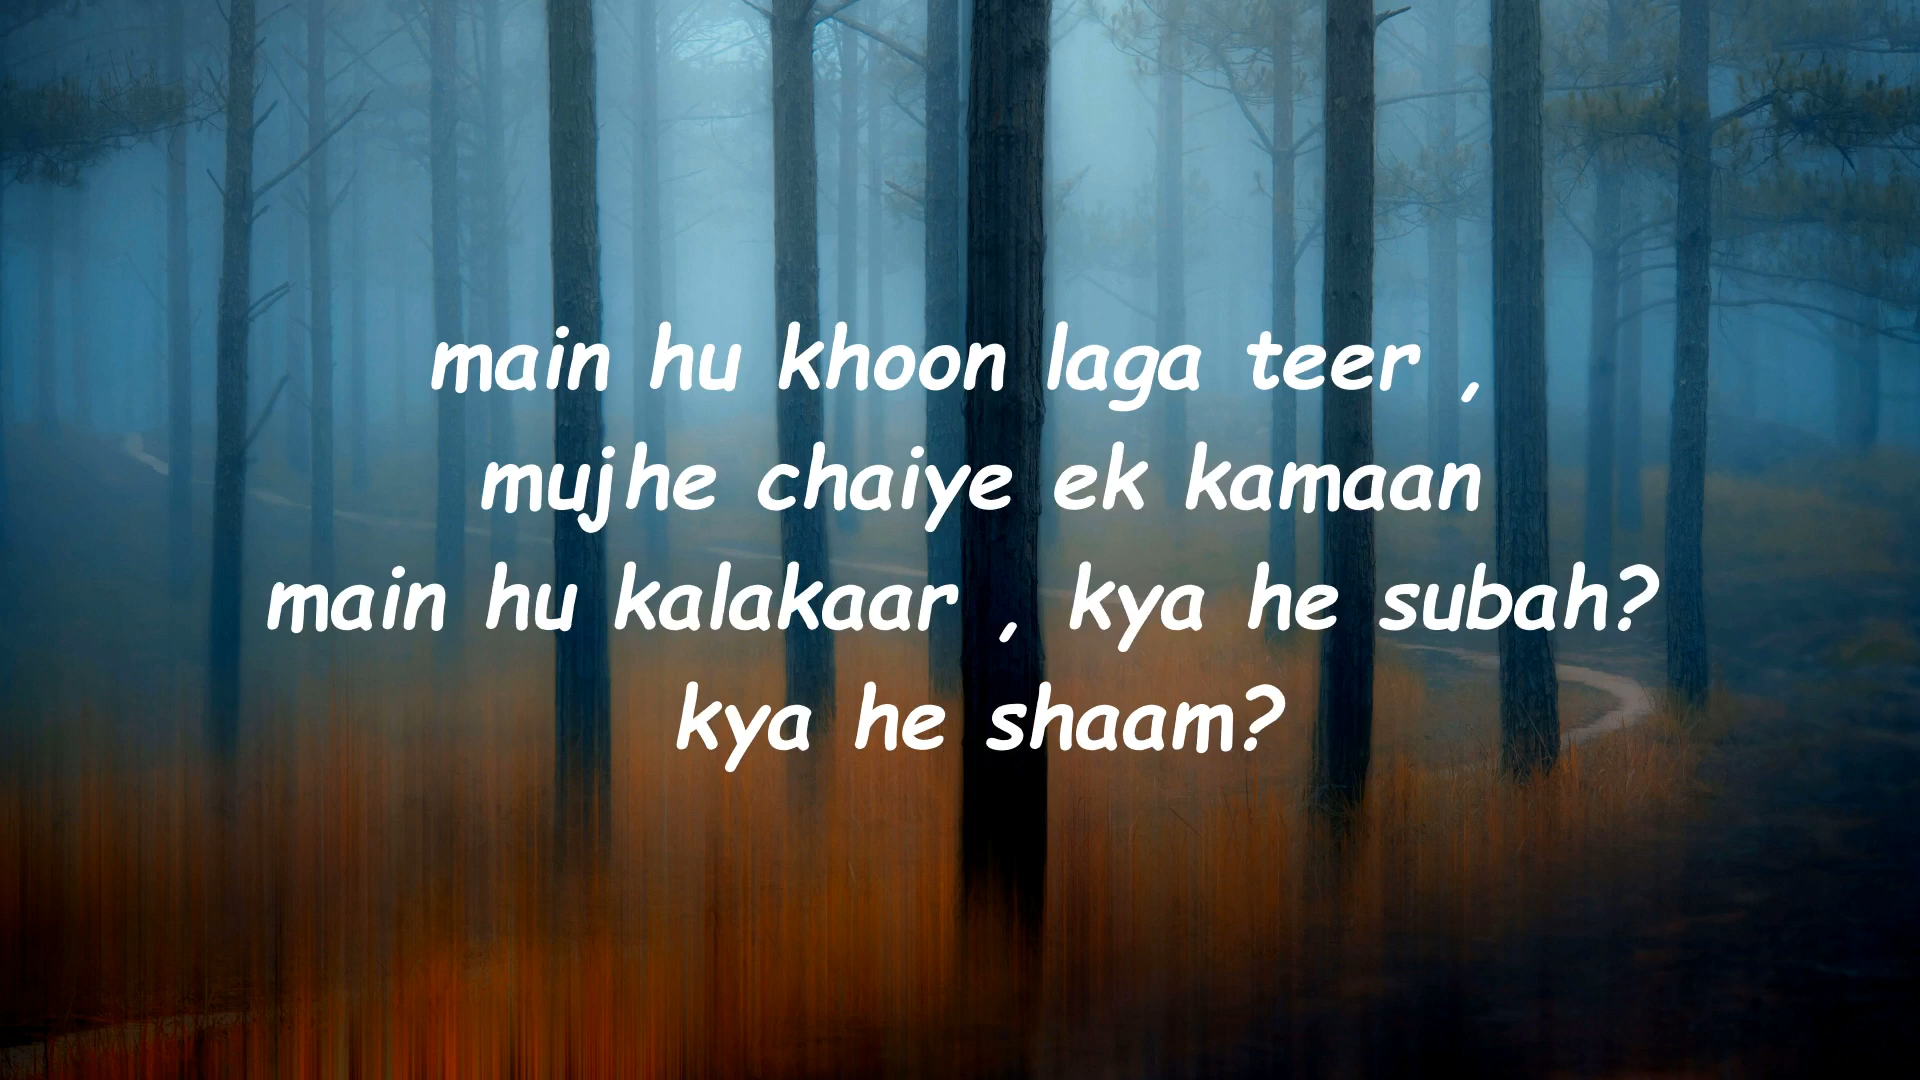 main hu khoon laga teer ,
mujhe chaiye ek kamaan
main hu kalakaar , kya he subah?
kya he shaam?